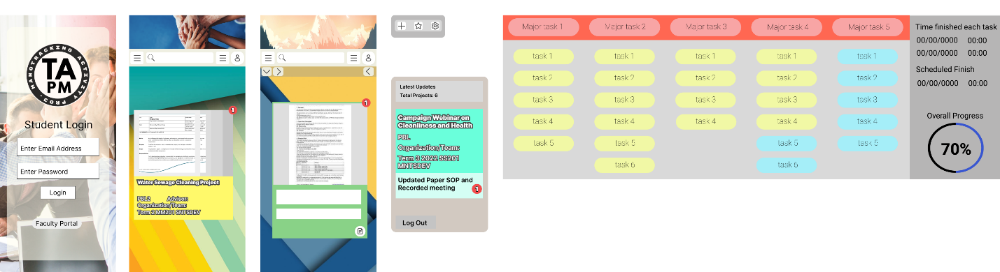 MANOTRACKING ACTIVITY PROJ
TA
PM
Student Login
Enter Email Address
Enter Password
Login
Faculty Portal
1
Water Sewage Cleaning Project
PBL2 Advisor:
Organization/Team:
Term 2 MM201 SNTSDEV
1
Latest Updates
Total Projects: 6
Campaign Webinar on
Cleanliness and Health
PBL
Organization/Team:
Term 3 2022 SS201
MNTSDEV
Updated Paper SOP and
Recorded meeting
1
Log Out
Major task 1 Major task 2 Major task 3 Major task 4 Major task 5
task 1 task 1 task 1 task 1 task 1
task 2 task 2 task 2 task 2 task 2
task 3 task 3 task 3 task 3 task 3
task 4 task 4 task 4 task 4 task 4
task 5 task 5 task 5 task 5
task 6 task 6
Time finished each task
00/00/0000 00:00
00/00/0000 00:00
Scheduled Finish
00/00/0000 00:00
Overall Progress
70%